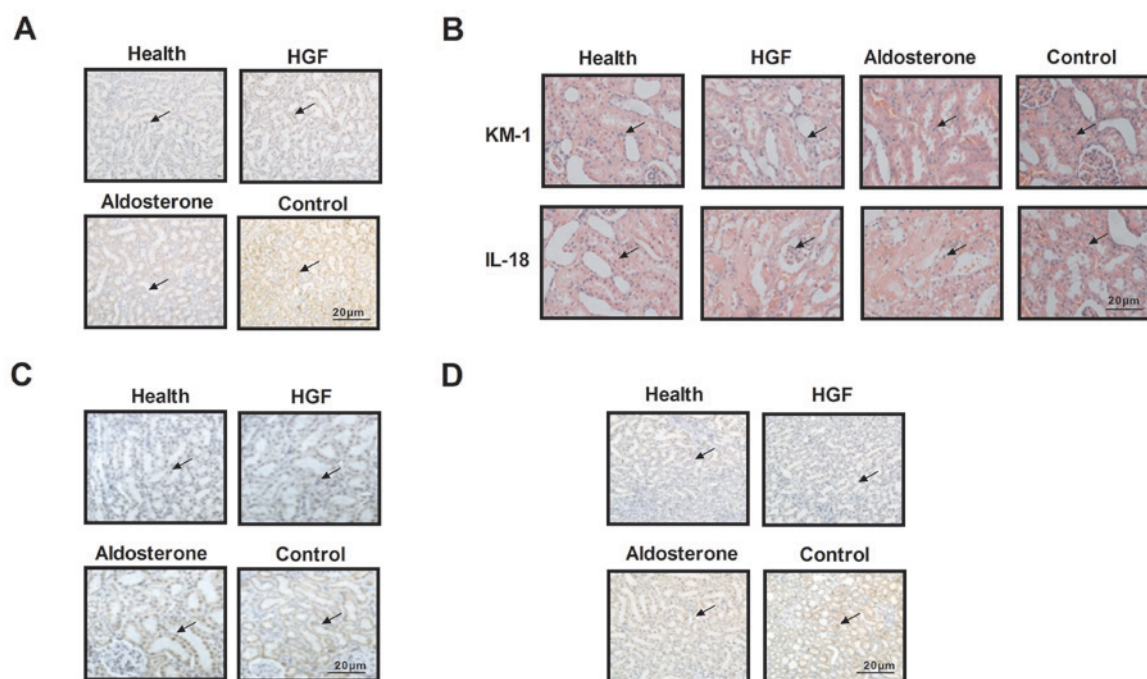 A
Health HGF
Aldosterone Control
20µm
B
Health HGF Aldosterone Control
KM-1
IL-18
20µm
C
Health HGF
Aldosterone Control
20µm
D
Health HGF
Aldosterone Control
20µm